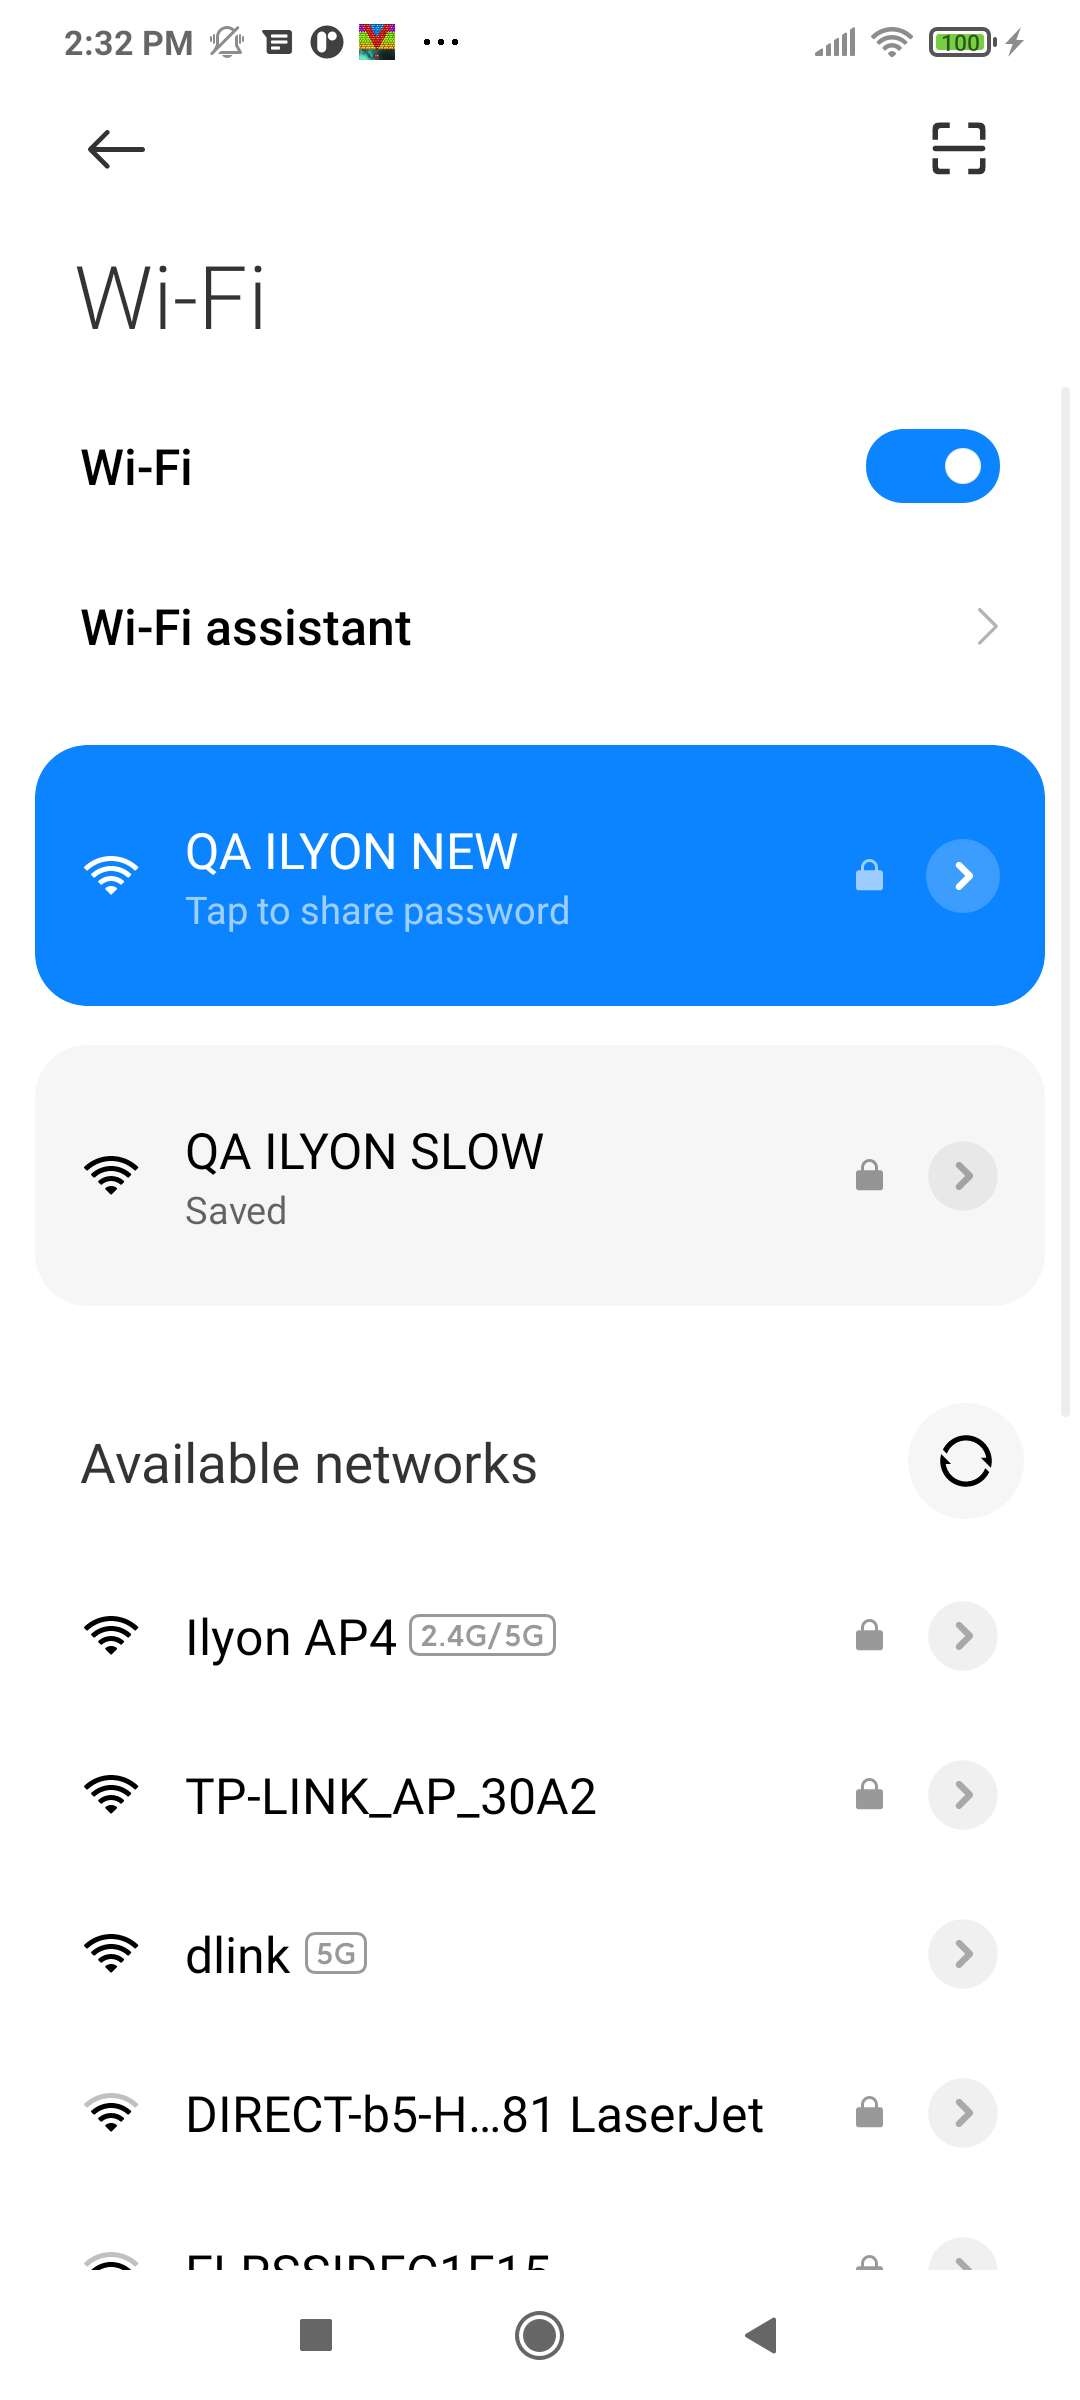 2:32 PM
100
Wi-Fi
Wi-Fi
Wi-Fi assistant
QA ILYON NEW
Tap to share password
QA ILYON SLOW
Saved
Available networks
Ilyon AP4 2.4G/5G
TP-LINK_AP_30A2
dlink 5G
DIRECT-b5-H...81 LaserJet